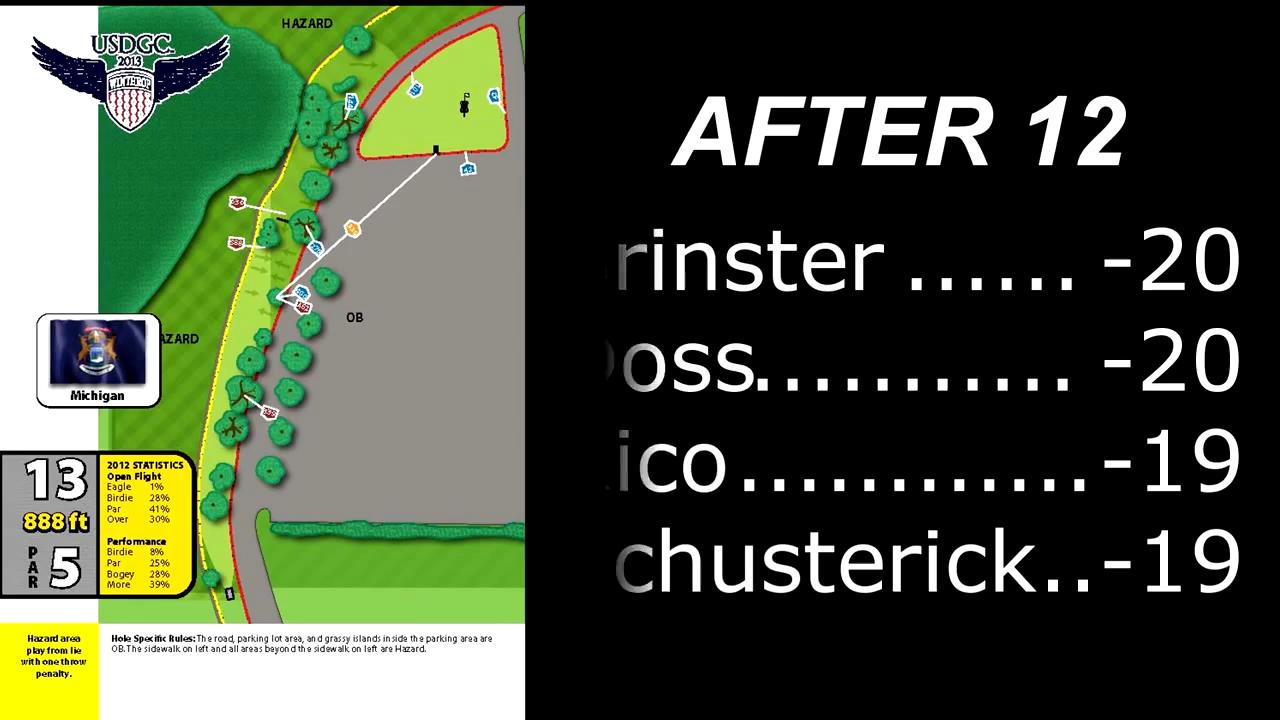 USDGC
2013
WINTHROP
HAZARD
OB
AZARD
Michigan
13
888 ft
PAR 5
2012 STATISTICS
Open Flight
Eagle 1%
Birdie 28%
Par 41%
Over 30%
Performance
Birdie 8%
Par 25%
Bogey 28%
More 39%
Hazard area
play from lie
with one throw
penalty.
Hole Specific Rules: The road, parking lot area, and grassy islands inside the parking area are
OB. The sidewalk on left and all areas beyond the sidewalk on left are Hazard.
AFTER 12
rinster ...... -20
oss............ -20
ico.............-19
chusterick..-19